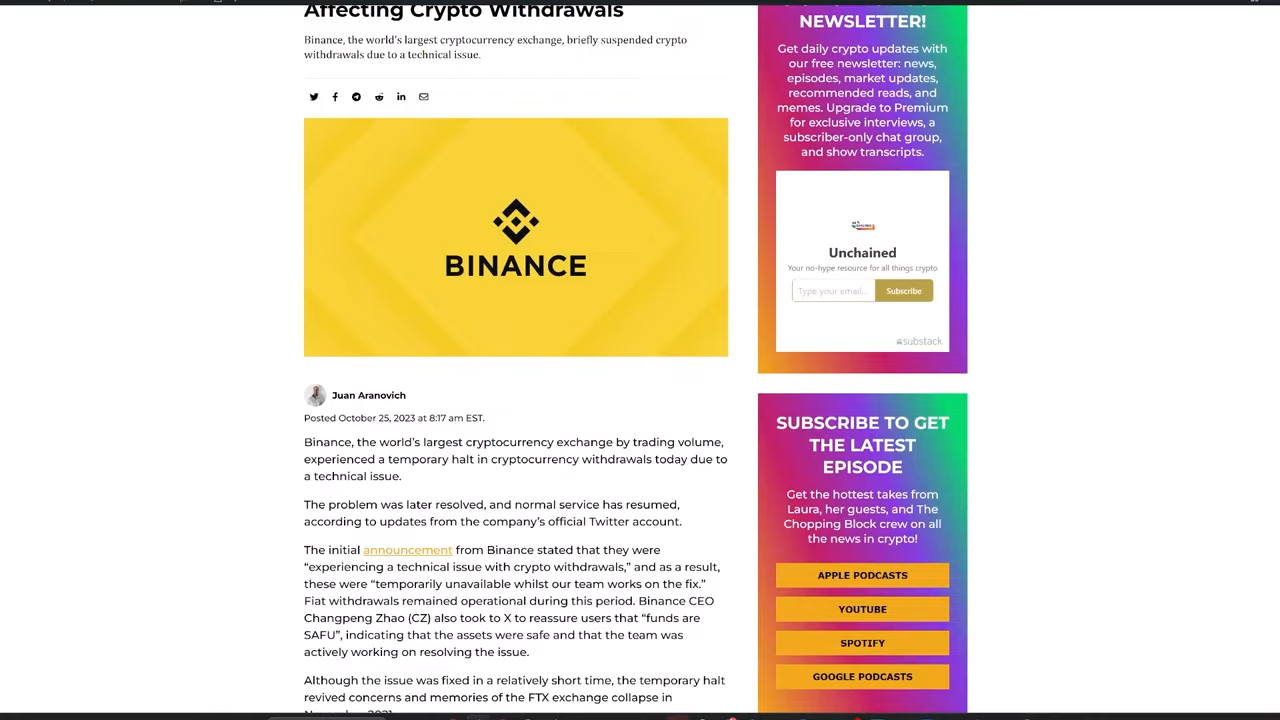 Affecting Crypto Withdrawals
Binance, the world's largest cryptocurrency exchange, briefly suspended crypto
withdrawals due to a technical issue.
BINANCE
Juan Aranovich
Posted October 25, 2023 at 8:17 am EST.
Binance, the world's largest cryptocurrency exchange by trading volume,
experienced a temporary halt in cryptocurrency withdrawals today due to
a technical issue.
The problem was later resolved, and normal service has resumed,
according to updates from the company's official Twitter account.
The initial announcement from Binance stated that they were
“experiencing a technical issue with crypto withdrawals,” and as a result,
these were “temporarily unavailable whilst our team works on the fix.”
Fiat withdrawals remained operational during this period. Binance CEO
Changpeng Zhao (CZ) also took to X to reassure users that “funds are
SAFU”, indicating that the assets were safe and that the team was
actively working on resolving the issue.
Although the issue was fixed in a relatively short time, the temporary halt
revived concerns and memories of the FTX exchange collapse in
November 2021
NEWSLETTER!
Get daily crypto updates with
our free newsletter: news,
episodes, market updates,
recommended reads, and
memes. Upgrade to Premium
for exclusive interviews, a
subscriber-only chat group,
and show transcripts.
Unchained
Your no-hype resource for all things crypto
Type your email...
Subscribe
substack
SUBSCRIBE TO GET
THE LATEST
EPISODE
Get the hottest takes from
Laura, her guests, and The
Chopping Block crew on all
the news in crypto!
APPLE PODCASTS
YOUTUBE
SPOTIFY
GOOGLE PODCASTS